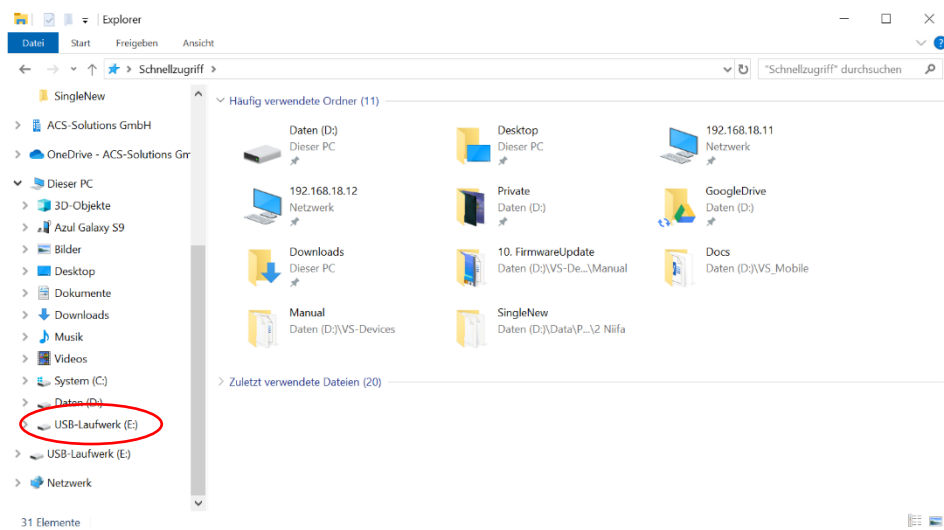 Explorer
Datei Start Freigeben Ansicht
Schnellzugriff
"Schnellzugriff" durchsuchen
SingleNew
ACS-Solutions GmbH
OneDrive - ACS-Solutions Gm
Dieser PC
3D-Objekte
Azul Galaxy S9
Bilder
Desktop
Dokumente
Downloads
Musik
Videos
System (C:)
Daten (D:)
USB-Laufwerk (E:)
USB-Laufwerk (E:)
Netzwerk
Häufig verwendete Ordner (11)
Daten (D:)
Dieser PC
Desktop
Dieser PC
192.168.18.11
Netzwerk
192.168.18.12
Netzwerk
Private
Daten (D:)
GoogleDrive
Daten (D:)
Downloads
Dieser PC
10. FirmwareUpdate
Daten (D:)\VS-De...\Manual
Docs
Daten (D:)\VS_Mobile
Manual
Daten (D:)\VS-Devices
SingleNew
Daten (D:)\Data\P...\2 Niifa
Zuletzt verwendete Dateien (20)
31 Elemente